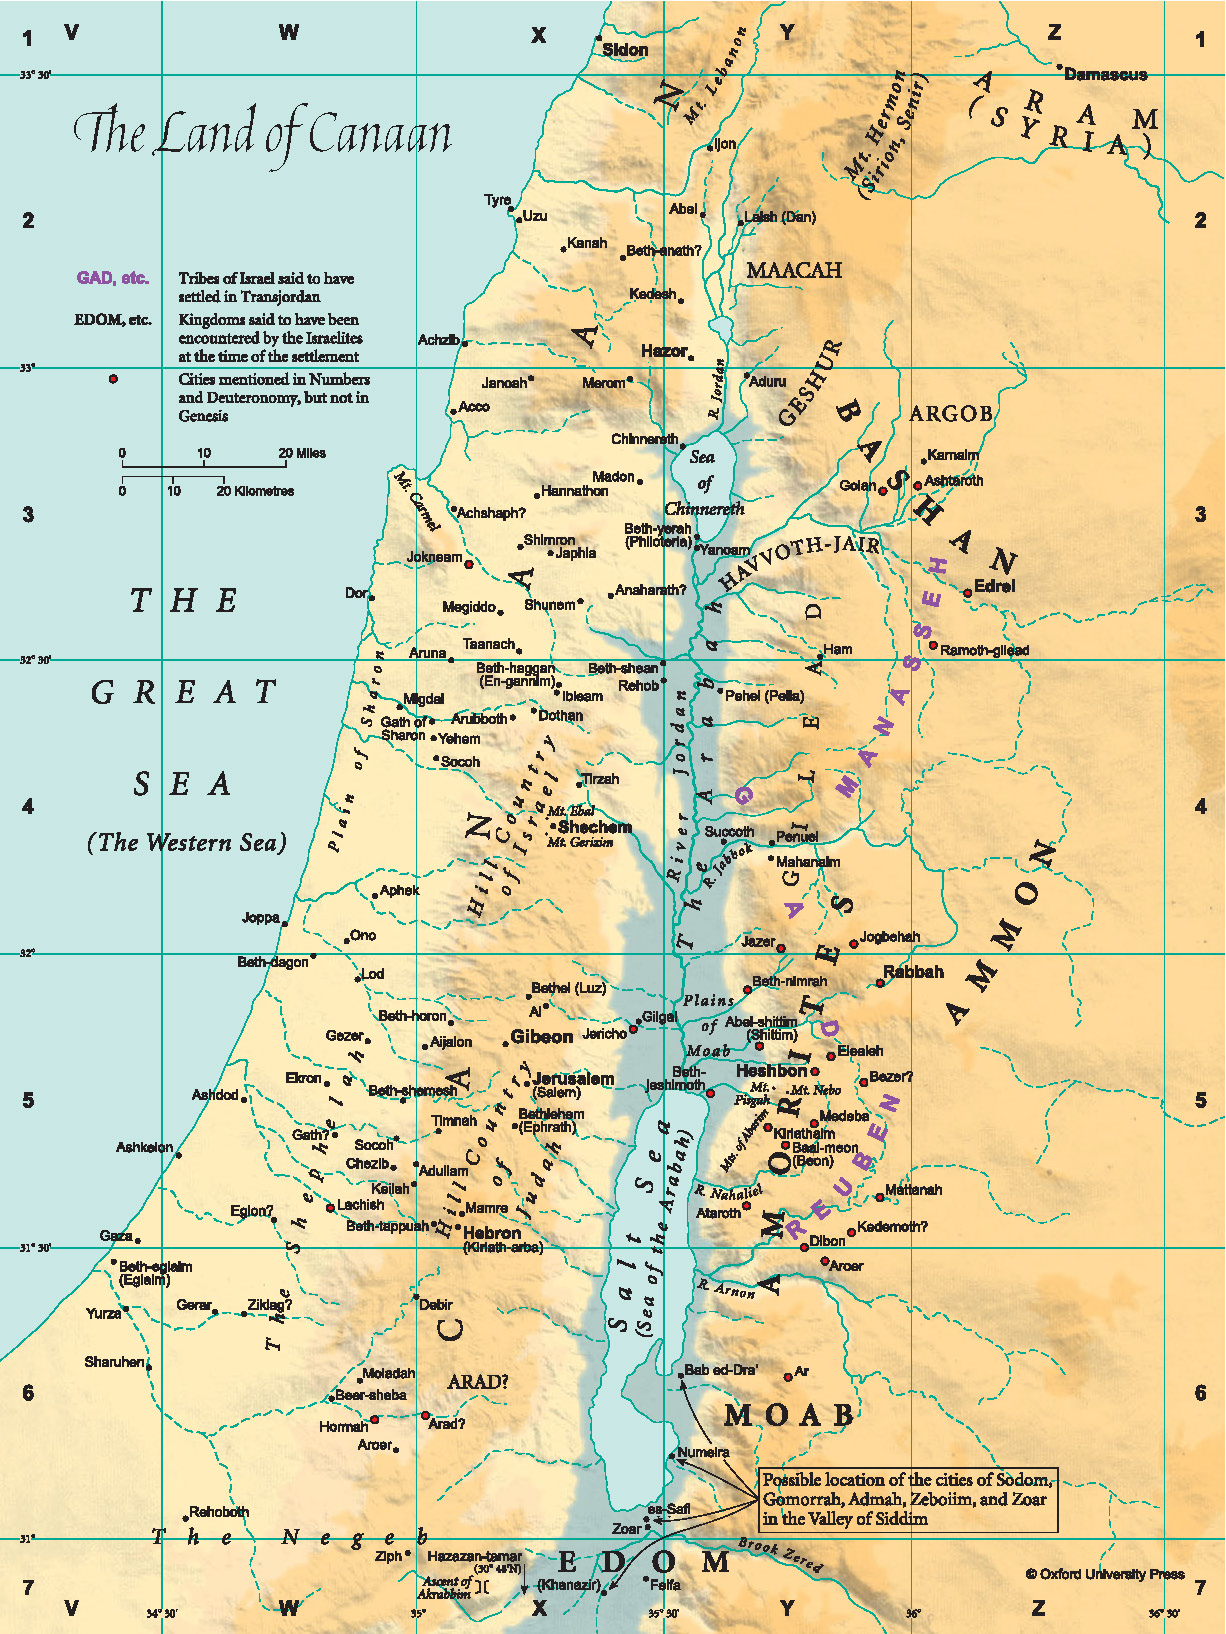 V W X Y Z
1 1
33° 30'
Sidon
Damascus
Mt. Lebanon
A R A M
(SYRIA)
The Land of Canaan
Mt. Hermon
(Sirion, Senir)
Ijon
Tyre
Uzu
Abel
Laish (Dan)
2 2
Kanah
Beth-anath?
MAACAH
GAD, etc.
Tribes of Israel said to have
settled in Transjordan
EDOM, etc.
Kingdoms said to have been
encountered by the Israelites
at the time of the settlement
Cities mentioned in Numbers
and Deuteronomy, but not in
Genesis
Kedesh
Achzib
Hazor
33°
Janoah
Merom
R. Jordan
Aduru
GESHUR
Acco
BASHAN
ARGOB
0 10 20 Miles
0 10 20 Kilometres
Chinnereth
Sea
of
Chinnereth
Karnaim
Ashtaroth
Golan
Madon
Hannathon
Mt. Carmel
3 3
Achshaph?
Beth-yerah
(Philoteria)
Yanoam
Shimron
Japhia
HAVVOTH-JAIR
Jokneam
Edrei
Dor
Anaharath?
Megiddo
Shunem
THE
GREAT
SEA
(The Western Sea)
MANASSEH
Taanach
Aruna
Ham
Ramoth-gilead
32° 30'
Beth-haggan
(En-gannim)
Beth-shean
Rehob
Ibleam
Pehel (Pella)
Migdal
Gath of
Sharon
Arubboth
Dothan
Yehem
Socoh
Plain of Sharon
Hill Country
of Israel
Tirzah
River Jordan
The Arabah
GILEAD
GAD
4 4
Mt. Ebal
Shechem
Mt. Gerizim
Succoth
Penuel
R. Jabbok
Mahanaim
AMMON
Aphek
Joppa
Ono
Jazer
Jogbehah
32°
Beth-dagon
Lod
Rabbah
Beth-nimrah
Bethel (Luz)
Ai
Plains
of
Moab
Beth-horon
Gilgal
Jericho
Abel-shittim
(Shittim)
Gezer
Aijalon
Gibeon
Elealeh
AMORITES
Heshbon
Bezer?
Ekron
Jerusalem
(Salem)
Beth-
jeshimoth
Beth-shemesh
Ashdod
Mt.
Pisgah
Mt. Nebo
5 5
Timnah
Bethlehem
(Ephrath)
Medeba
Gath?
Socoh
Kiriathaim
Mts. of Abarim
Baal-meon
(Beon)
REUBEN
Ashkelon
Chezib
Adullam
Keilah
The Shephelah
Hill Country
of
Judah
R. Nahaliel
Mattanah
Lachish
Mamre
Ataroth
Eglon?
Beth-tappuah
Hebron
(Kiriath-arba)
Kedemoth?
Dibon
Gaza
31° 30'
Aroer
Beth-eglaim
(Eglaim)
Salt Sea
(Sea of the Arabah)
R. Arnon
Yurza
Gerar
Ziklag?
Debir
CANAAN
Sharuhen
Moladah
ARAD?
Bab ed-Dra'
Ar
6 6
Beer-sheba
Hormah
Arad?
MOAB
Aroer
Numeira
Possible location of the cities of Sodom,
Gomorrah, Admah, Zeboiim, and Zoar
in the Valley of Siddim
Rehoboth
es-Safi
Zoar
The Negeb
31°
Ziph
Hazazan-tamar
(30° 48'N)
EDOM
Brook Zered
Ascent of
Akrabbim
(Khanazir)
Feifa
© Oxford University Press
7 7
V W X Y Z
34° 30' 35° 35° 30' 36° 36° 30'